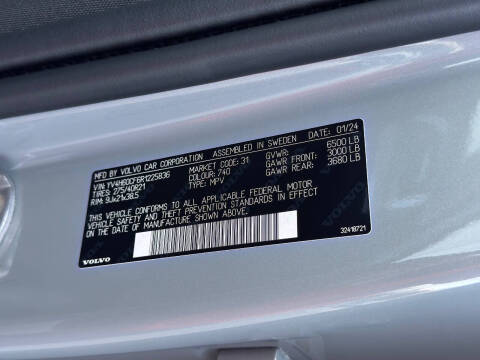 MFD BY VOLVO CAR CORPORATION ASSEMBLED IN SWEDEN DATE: 01/24
VIN: YV4H60CF6R1225836 MARKET CODE: 31 GVWR: 6500 LB
TIRES: 275/40R21 COLOUR: 740 GAWR FRONT: 3000 LB
RIM: 9Jx21x38.5 TYPE: MPV GAWR REAR: 3680 LB
THIS VEHICLE CONFORMS TO ALL APPLICABLE FEDERAL MOTOR
VEHICLE SAFETY AND THEFT PREVENTION STANDARDS IN EFFECT ON THE
DATE OF MANUFACTURE SHOWN ABOVE.
VOLVO 32418721